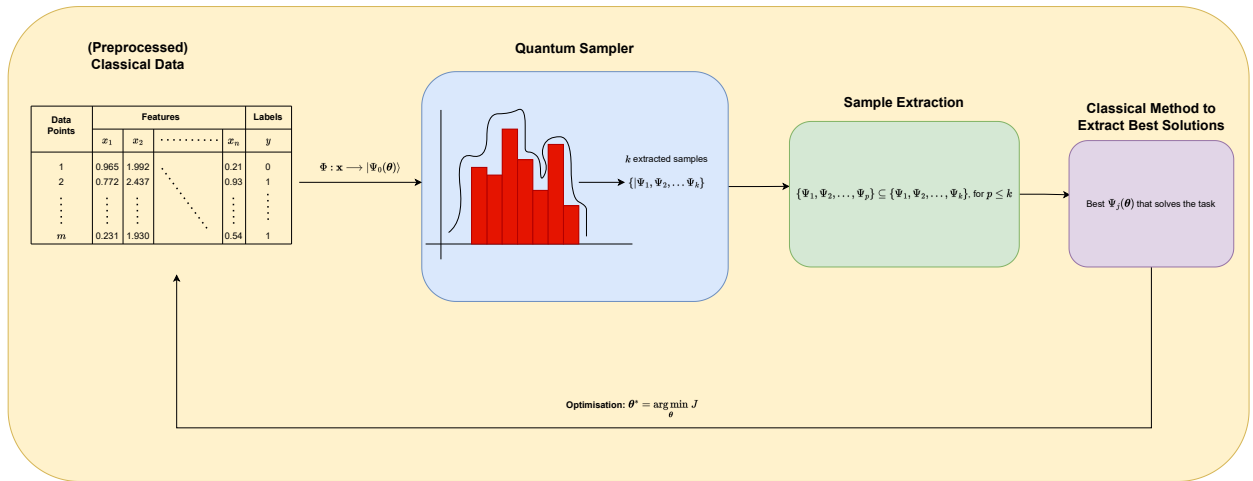 (Preprocessed)
Classical Data
Data
Points
Features
Labels
x₁ x₂ ·········· xₙ y
1 0.965 1.992 0.21 0
2 0.772 2.437 0.93 1
m 0.231 1.930 0.54 1
Φ : x ⟶ |Ψ₀(θ)⟩
Quantum Sampler
k extracted samples
{|Ψ₁, Ψ₂, … Ψₖ}
Sample Extraction
{Ψ₁, Ψ₂, …, Ψₚ} ⊆ {Ψ₁, Ψ₂, …, Ψₖ}, for p ≤ k
Classical Method to
Extract Best Solutions
Best Ψⱼ(θ) that solves the task
Optimisation: θ* = arg min J
θ